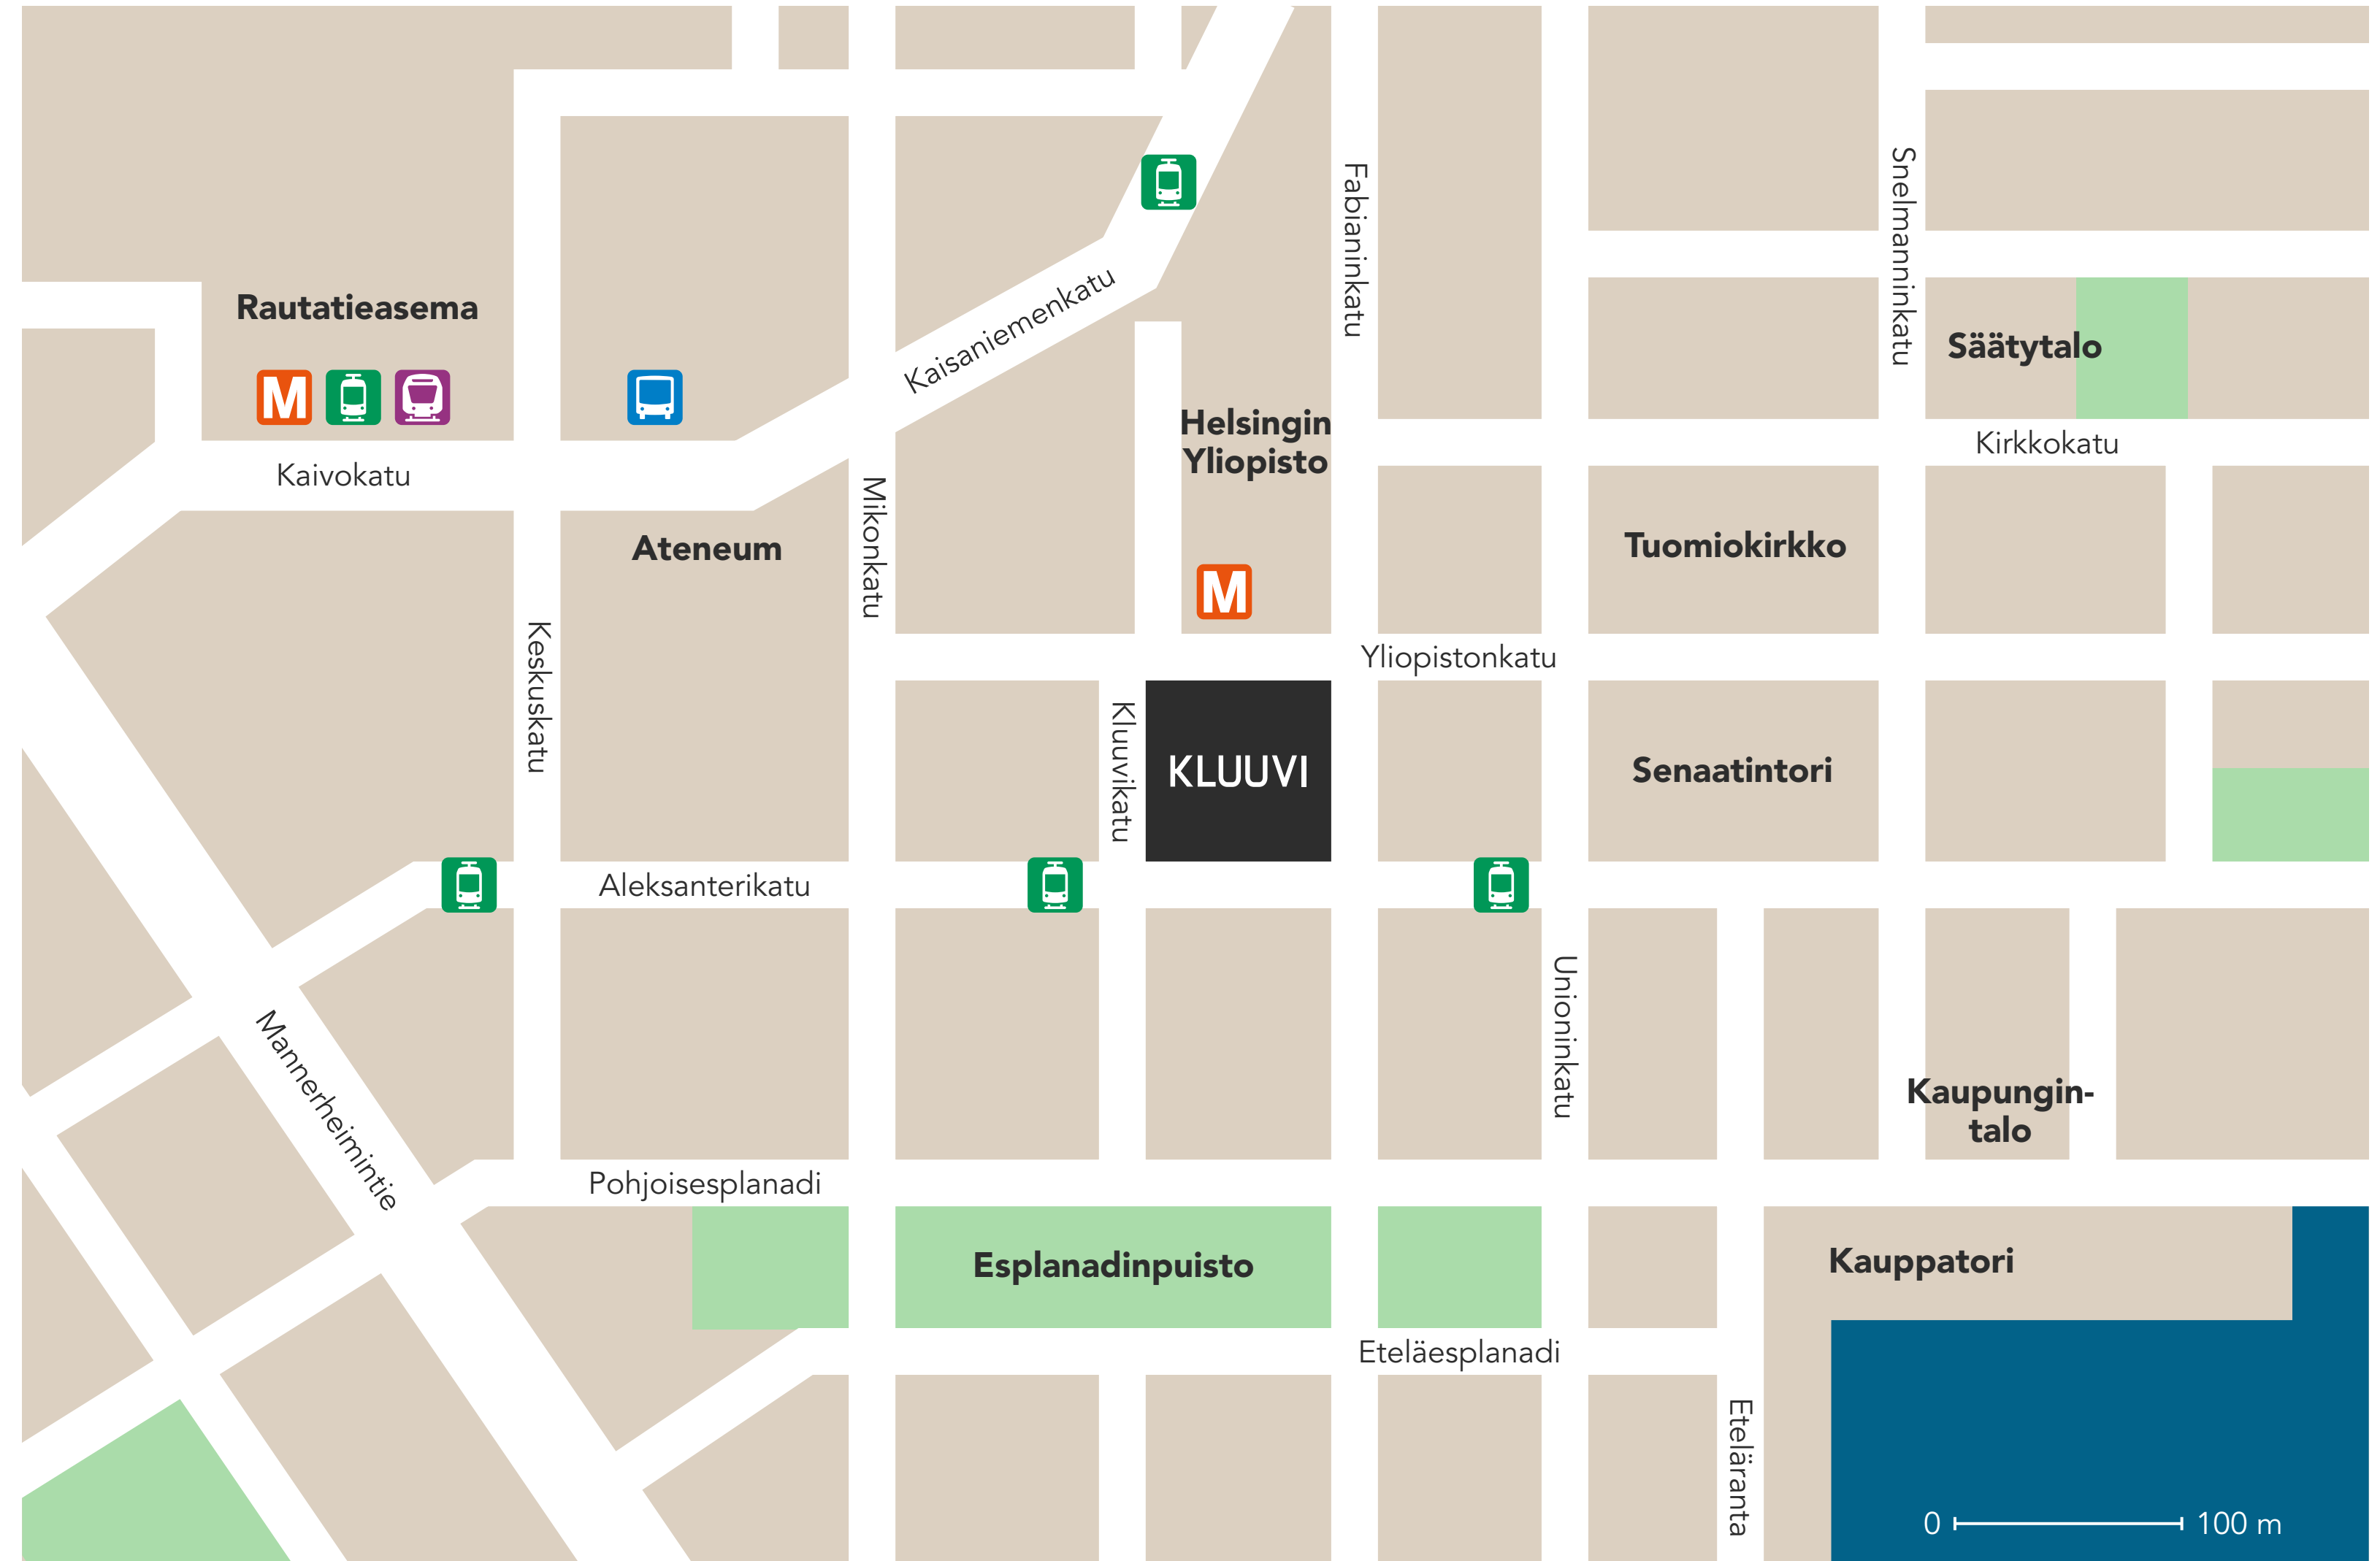 Fabianinkatu
Snelmanninkatu
Rautatieasema
Kaisaniemenkatu
Säätytalo
M
Helsingin
Yliopisto
Kirkkokatu
Kaivokatu
Mikonkatu
Ateneum
Tuomiokirkko
M
Keskuskatu
Yliopistonkatu
Kluuvikatu
KLUUVI
Senaatintori
Aleksanterikatu
Unioninkatu
Mannerheimintie
Kaupungin-
talo
Pohjoisesplanadi
Esplanadinpuisto
Kauppatori
Eteläesplanadi
Eteläranta
0 100 m